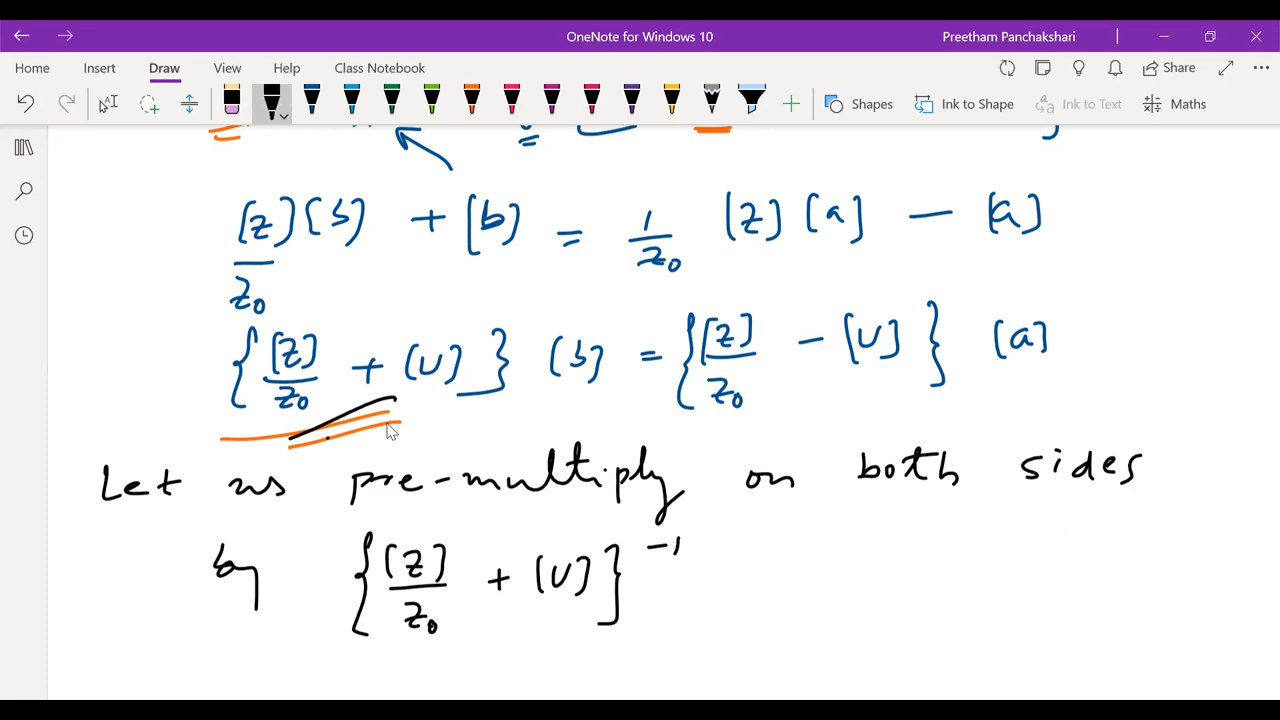 OneNote for Windows 10
Preetham Panchakshari
Home Insert Draw View Help Class Notebook Share
Shapes Ink to Shape Ink to Text Maths
[Z]/Z0 [b] + [b] = 1/Z0 [Z] [a] - [a]
{[Z]/Z0 + [U]} [b] = {[Z]/Z0 - [U]} [a]
Let us pre-multiply on both sides
by {[Z]/Z0 + [U]}^-1